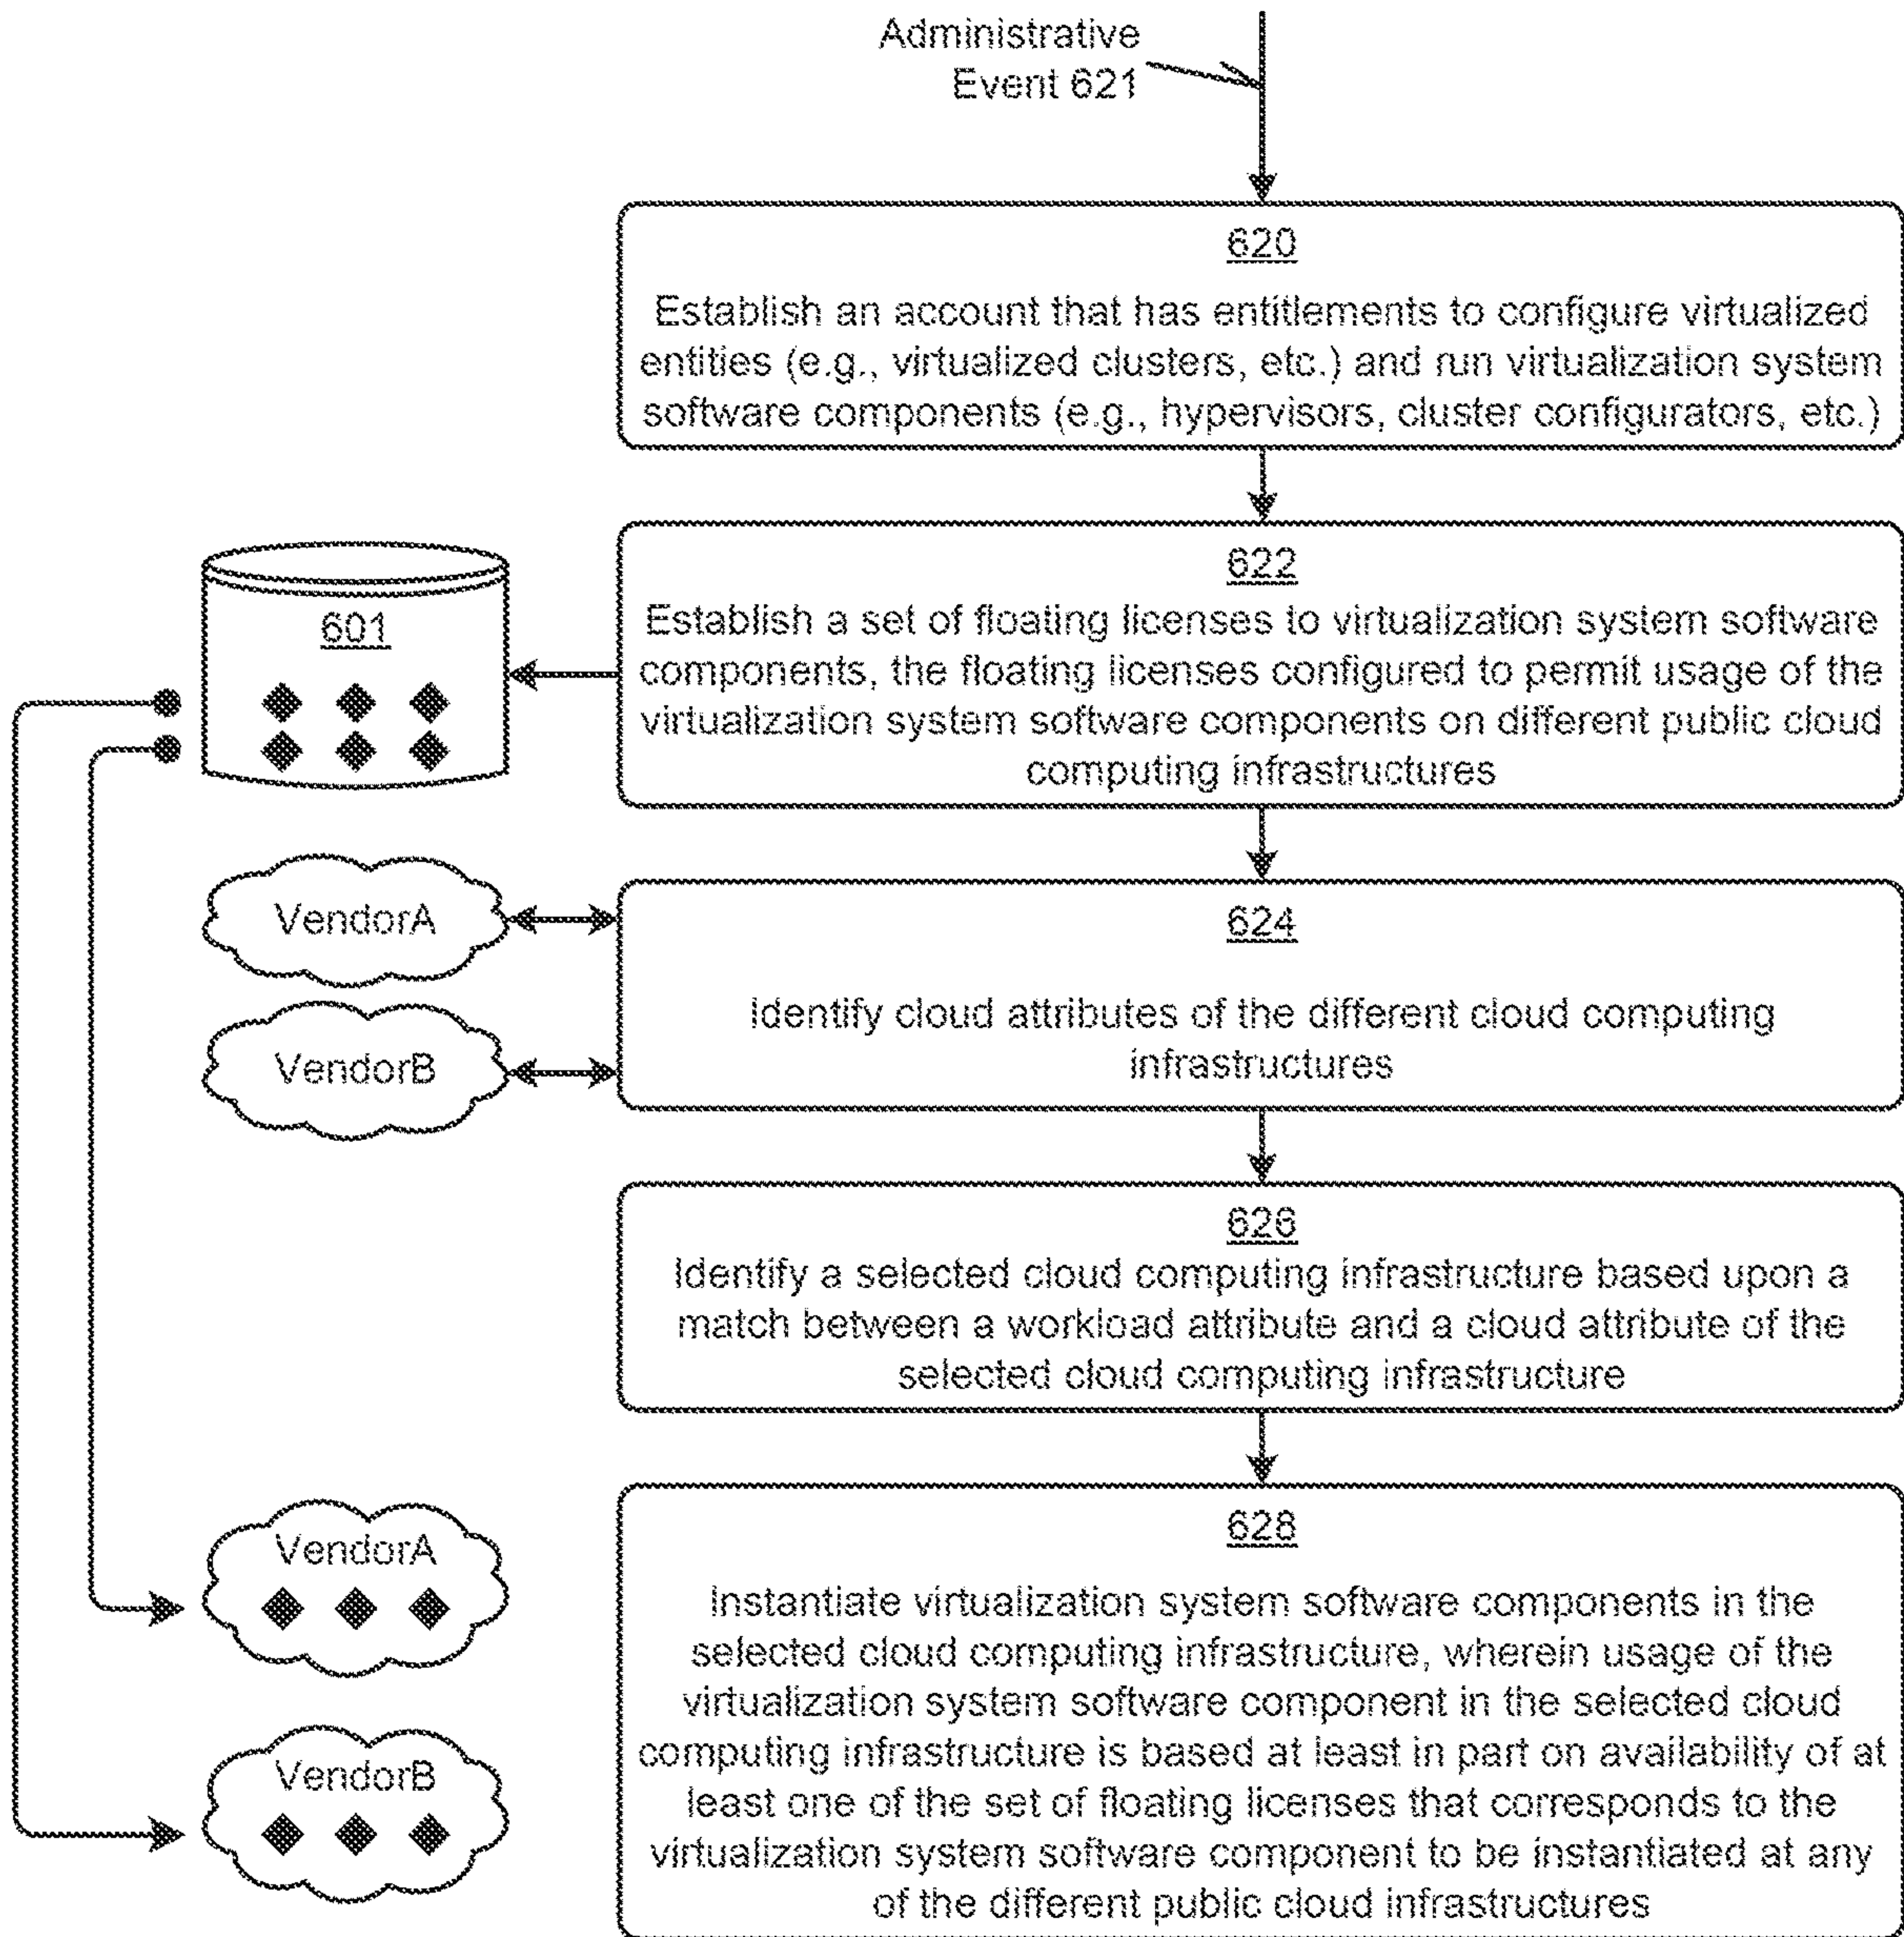 Administrative
Event 621
620
Establish an account that has entitlements to configure virtualized
entities (e.g., virtualized clusters, etc.) and run virtualization system
software components (e.g., hypervisors, cluster configurators, etc.)
622
Establish a set of floating licenses to virtualization system software
components, the floating licenses configured to permit usage of the
virtualization system software components on different public cloud
computing infrastructures
601
VendorA
VendorB
624
Identify cloud attributes of the different cloud computing
infrastructures
626
Identify a selected cloud computing infrastructure based upon a
match between a workload attribute and a cloud attribute of the
selected cloud computing infrastructure
VendorA
VendorB
628
Instantiate virtualization system software components in the
selected cloud computing infrastructure, wherein usage of the
virtualization system software component in the selected cloud
computing infrastructure is based at least in part on availability of at
least one of the set of floating licenses that corresponds to the
virtualization system software component to be instantiated at any
of the different public cloud infrastructures